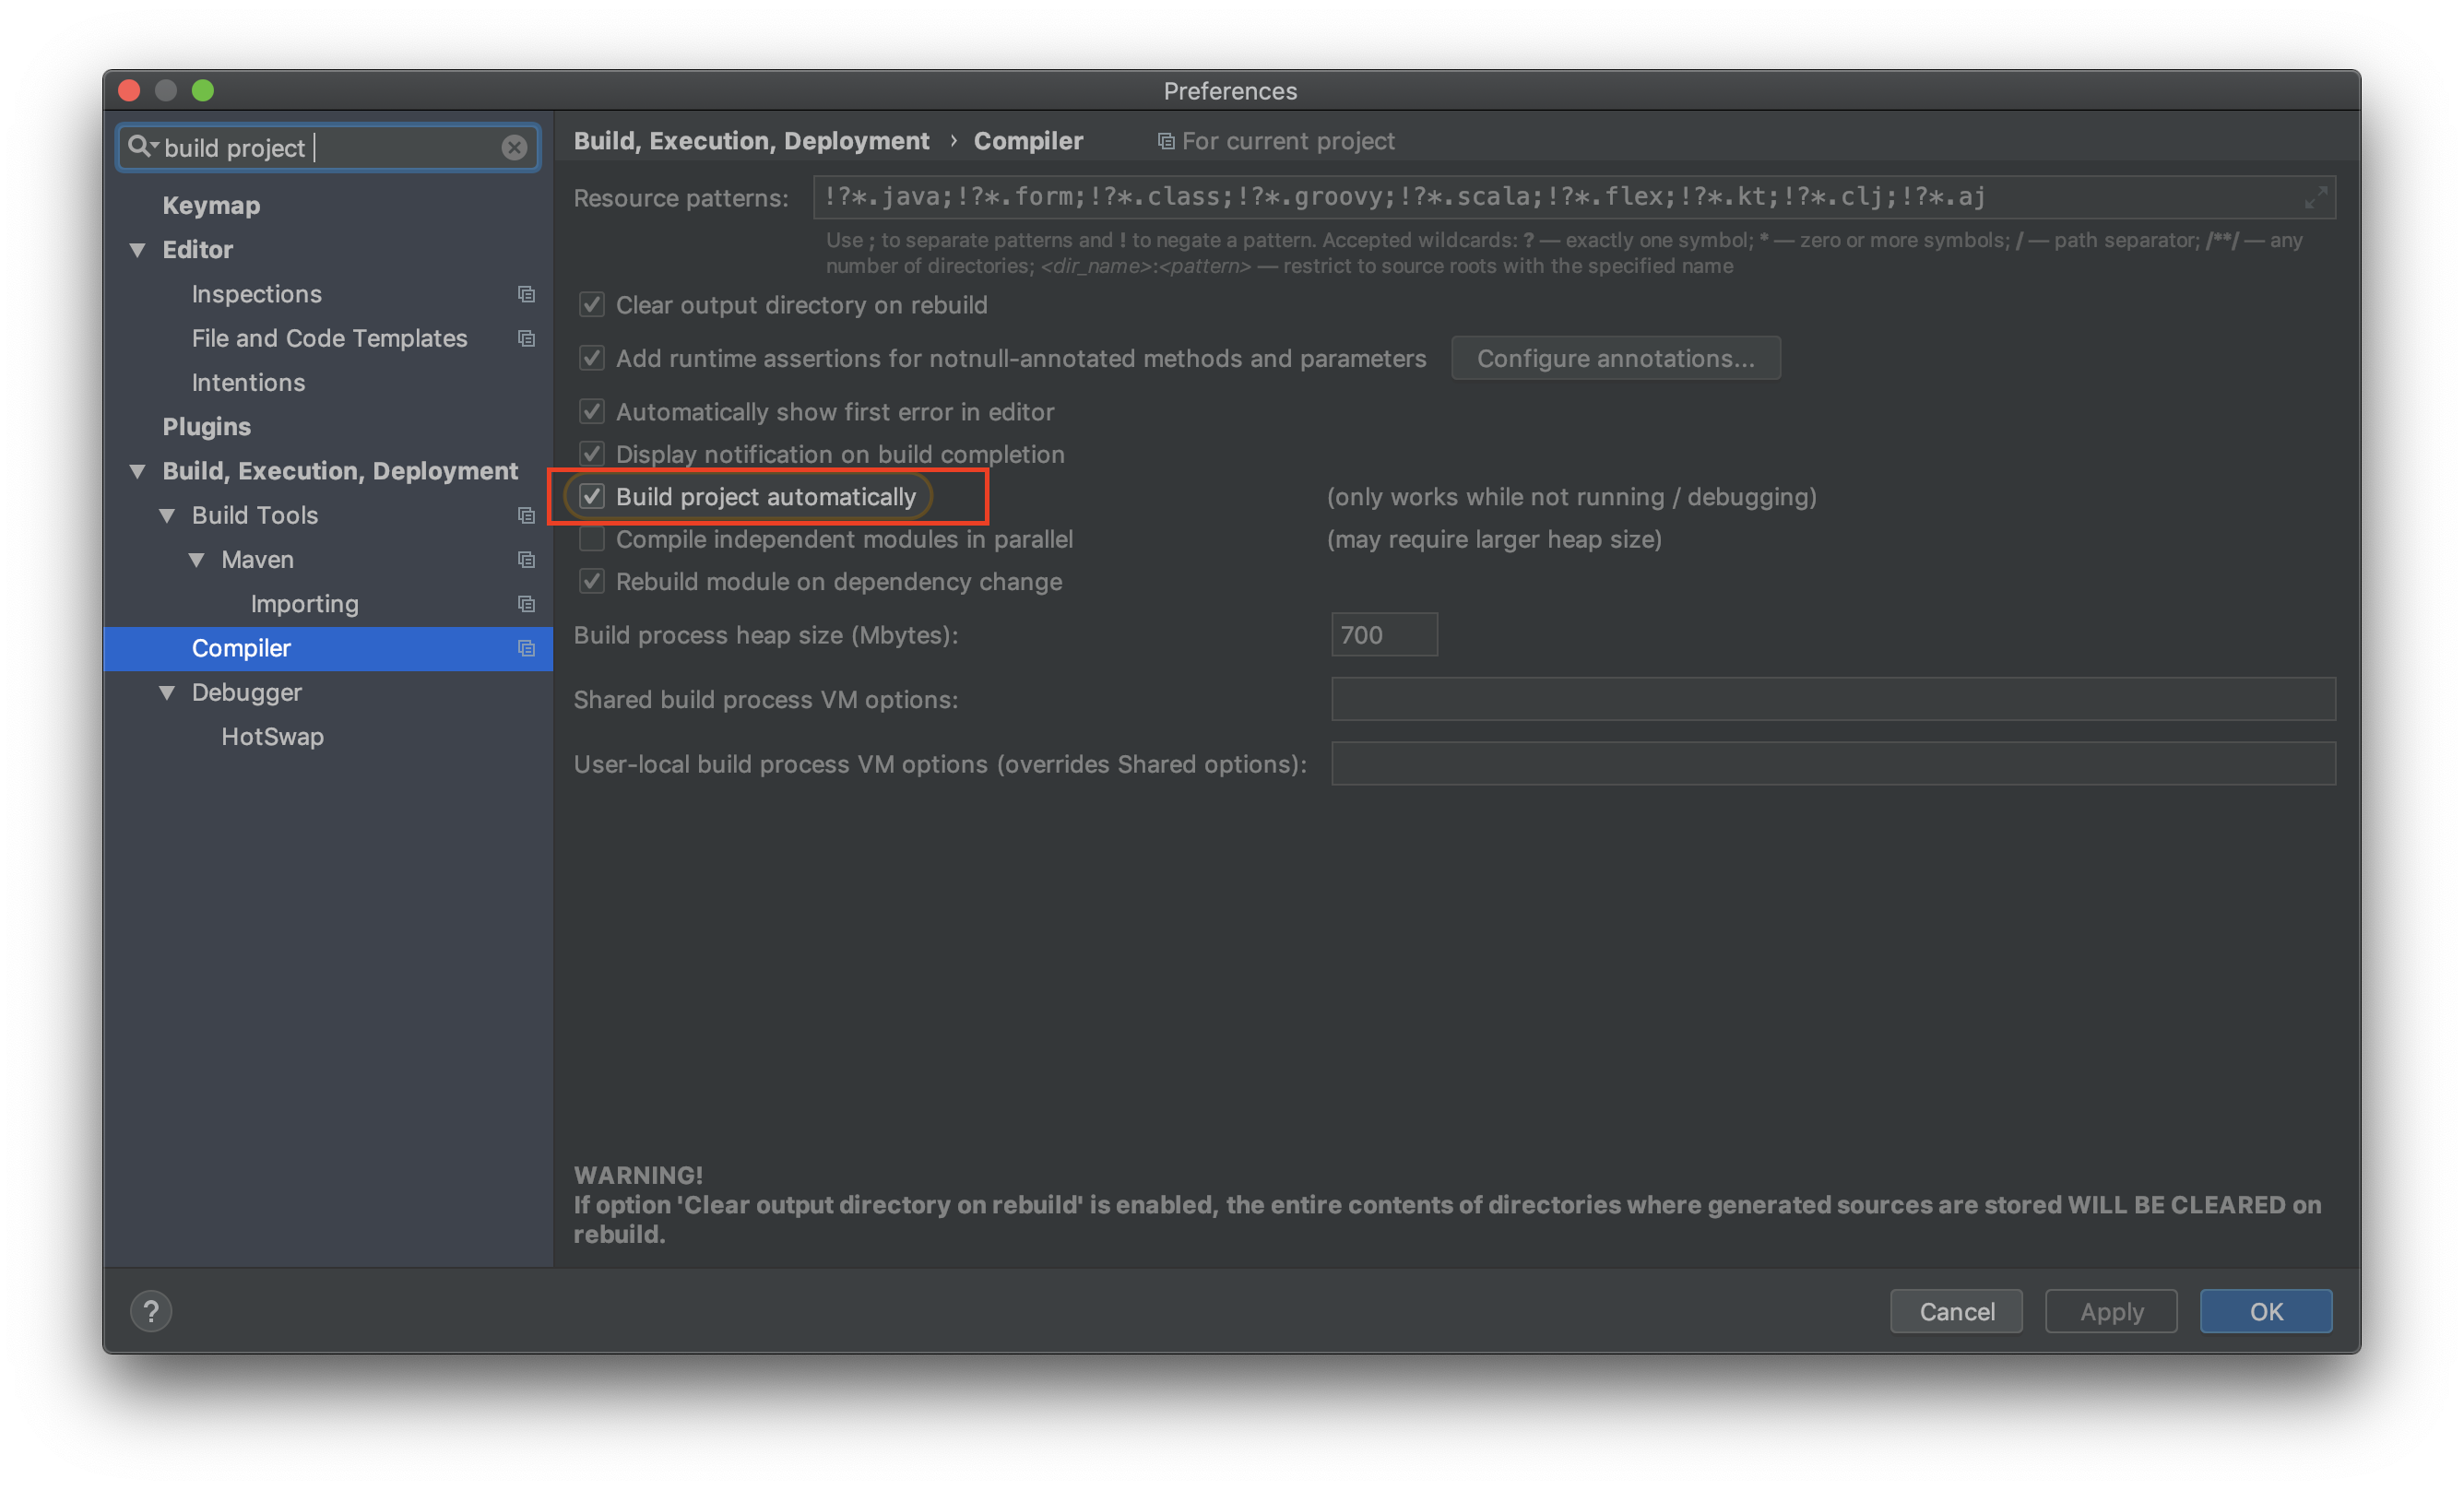 Preferences
build project
Keymap
Editor
Inspections
File and Code Templates
Intentions
Plugins
Build, Execution, Deployment
Build Tools
Maven
Importing
Compiler
Debugger
HotSwap
Build, Execution, Deployment › Compiler For current project
Resource patterns: !?*.java;!?*.form;!?*.class;!?*.groovy;!?*.scala;!?*.flex;!?*.kt;!?*.clj;!?*.aj
Use ; to separate patterns and ! to negate a pattern. Accepted wildcards: ? — exactly one symbol; * — zero or more symbols; / — path separator; /**/ — any
number of directories; <dir_name>:<pattern> — restrict to source roots with the specified name
Clear output directory on rebuild
Add runtime assertions for notnull-annotated methods and parameters Configure annotations...
Automatically show first error in editor
Display notification on build completion
Build project automatically (only works while not running / debugging)
Compile independent modules in parallel (may require larger heap size)
Rebuild module on dependency change
Build process heap size (Mbytes): 700
Shared build process VM options:
User-local build process VM options (overrides Shared options):
WARNING!
If option 'Clear output directory on rebuild' is enabled, the entire contents of directories where generated sources are stored WILL BE CLEARED on
rebuild.
? Cancel Apply OK